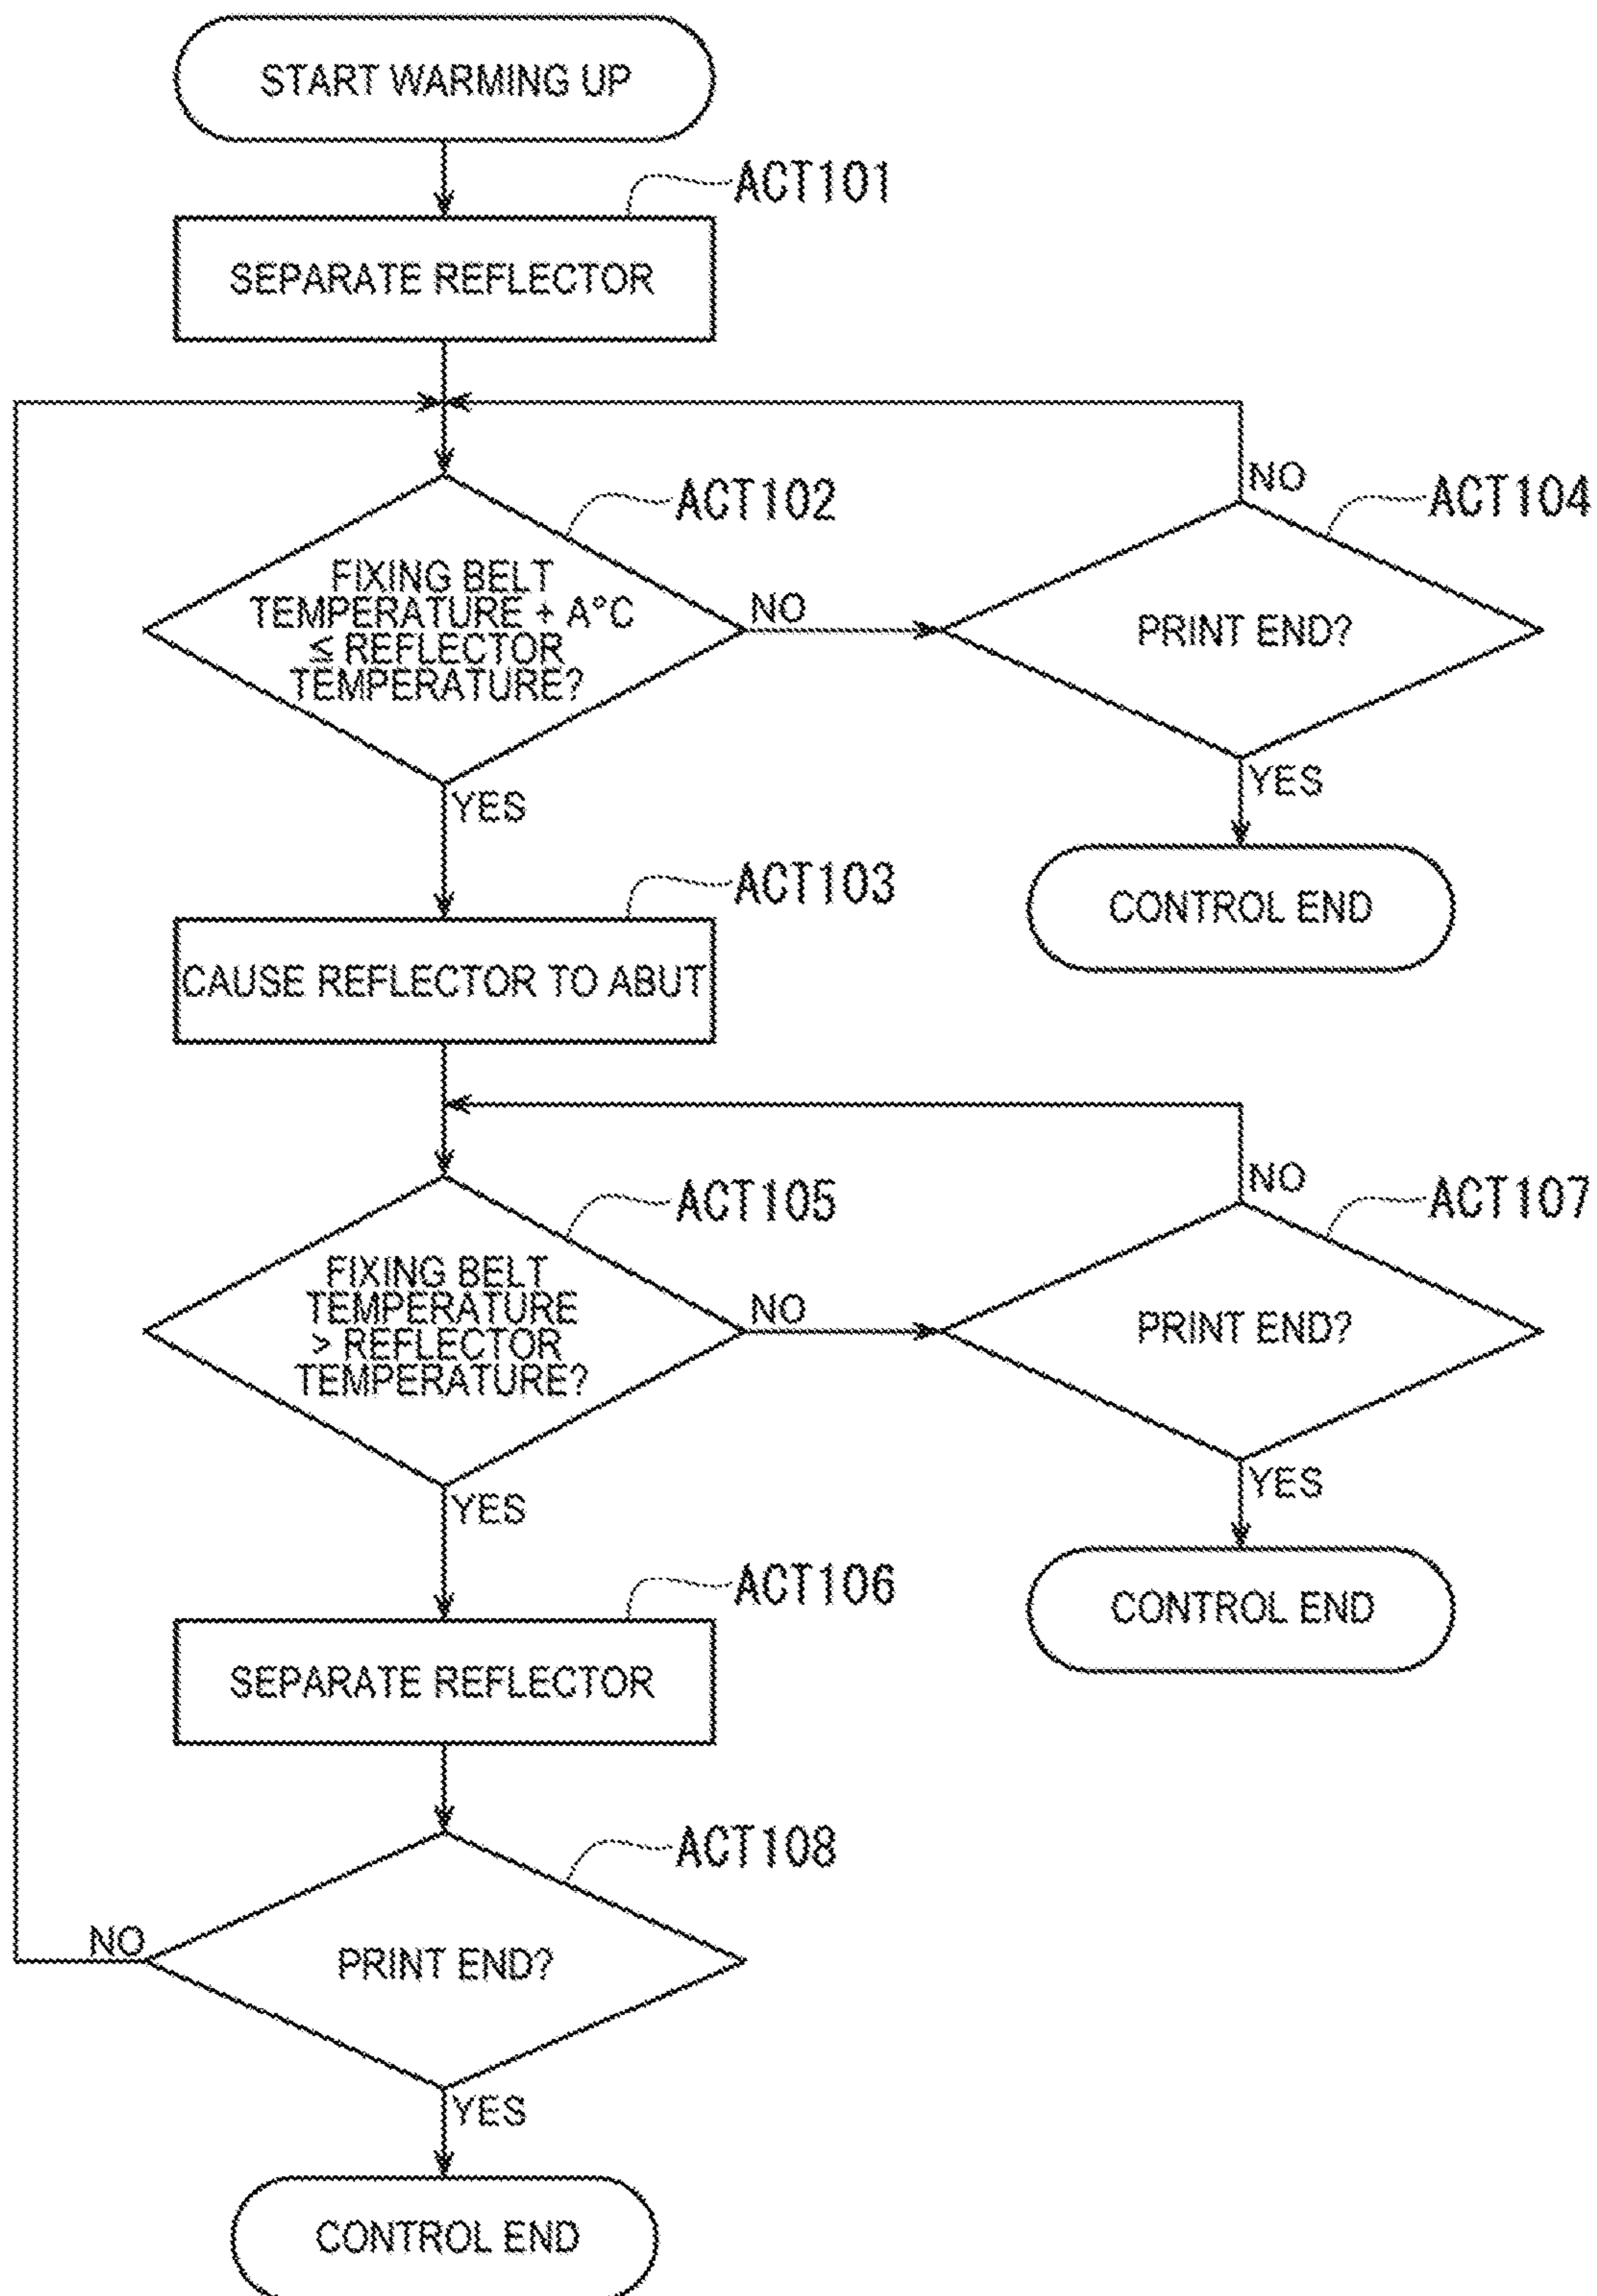 START WARMING UP
ACT101
SEPARATE REFLECTOR
ACT102
FIXING BELT
TEMPERATURE + A°C
≦ REFLECTOR
TEMPERATURE?
NO
YES
ACT104
PRINT END?
NO
YES
CONTROL END
ACT103
CAUSE REFLECTOR TO ABUT
ACT105
FIXING BELT
TEMPERATURE
> REFLECTOR
TEMPERATURE?
NO
YES
ACT107
PRINT END?
NO
YES
CONTROL END
ACT106
SEPARATE REFLECTOR
ACT108
PRINT END?
NO
YES
CONTROL END